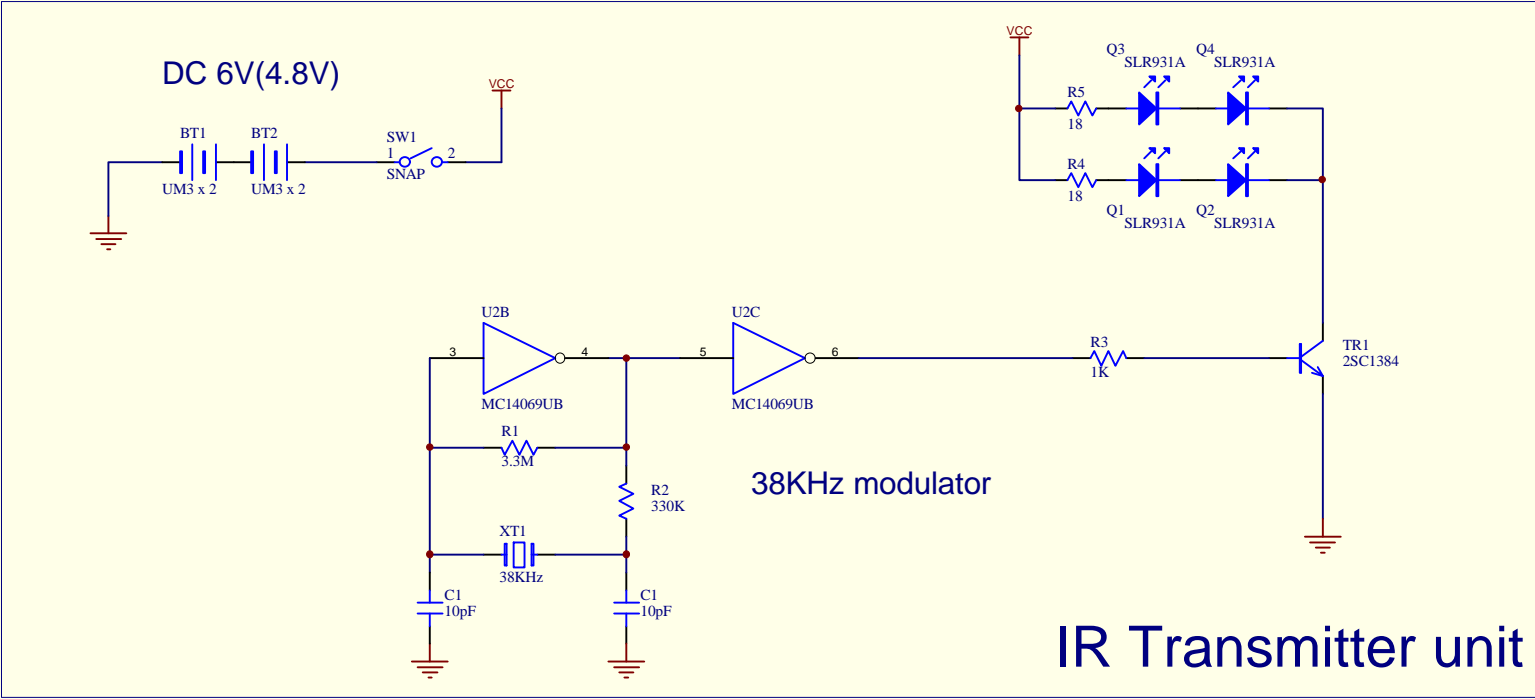 DC 6V(4.8V)
VCC
BT1
BT2
UM3 x 2
UM3 x 2
SW1
1
2
SNAP
VCC
Q3
SLR931A
Q4
SLR931A
R5
18
R4
18
Q1
SLR931A
Q2
SLR931A
U2B
3
4
MC14069UB
U2C
5
6
MC14069UB
R3
1K
TR1
2SC1384
R1
3.3M
R2
330K
38KHz modulator
XT1
38KHz
C1
10pF
C1
10pF
IR Transmitter unit